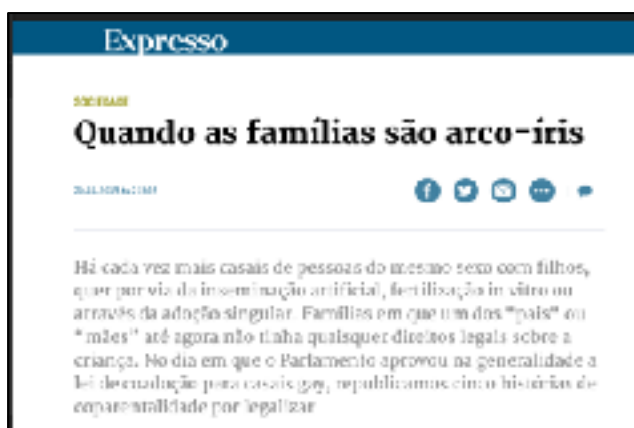 Expresso
SOCIEDADE
Quando as famílias são arco-íris
Há cada vez mais casais de pessoas do mesmo sexo com filhos,
quer por via da inseminação artificial, fertilização in vitro ou
através da adoção singular. Famílias em que um dos "pais" ou
"mães" até agora não tinha quaisquer direitos legais sobre a
criança. No dia em que o Parlamento aprovou na generalidade a
lei de coadoção para casais gay, republicamos cinco histórias de
coparentalidade por legalizar